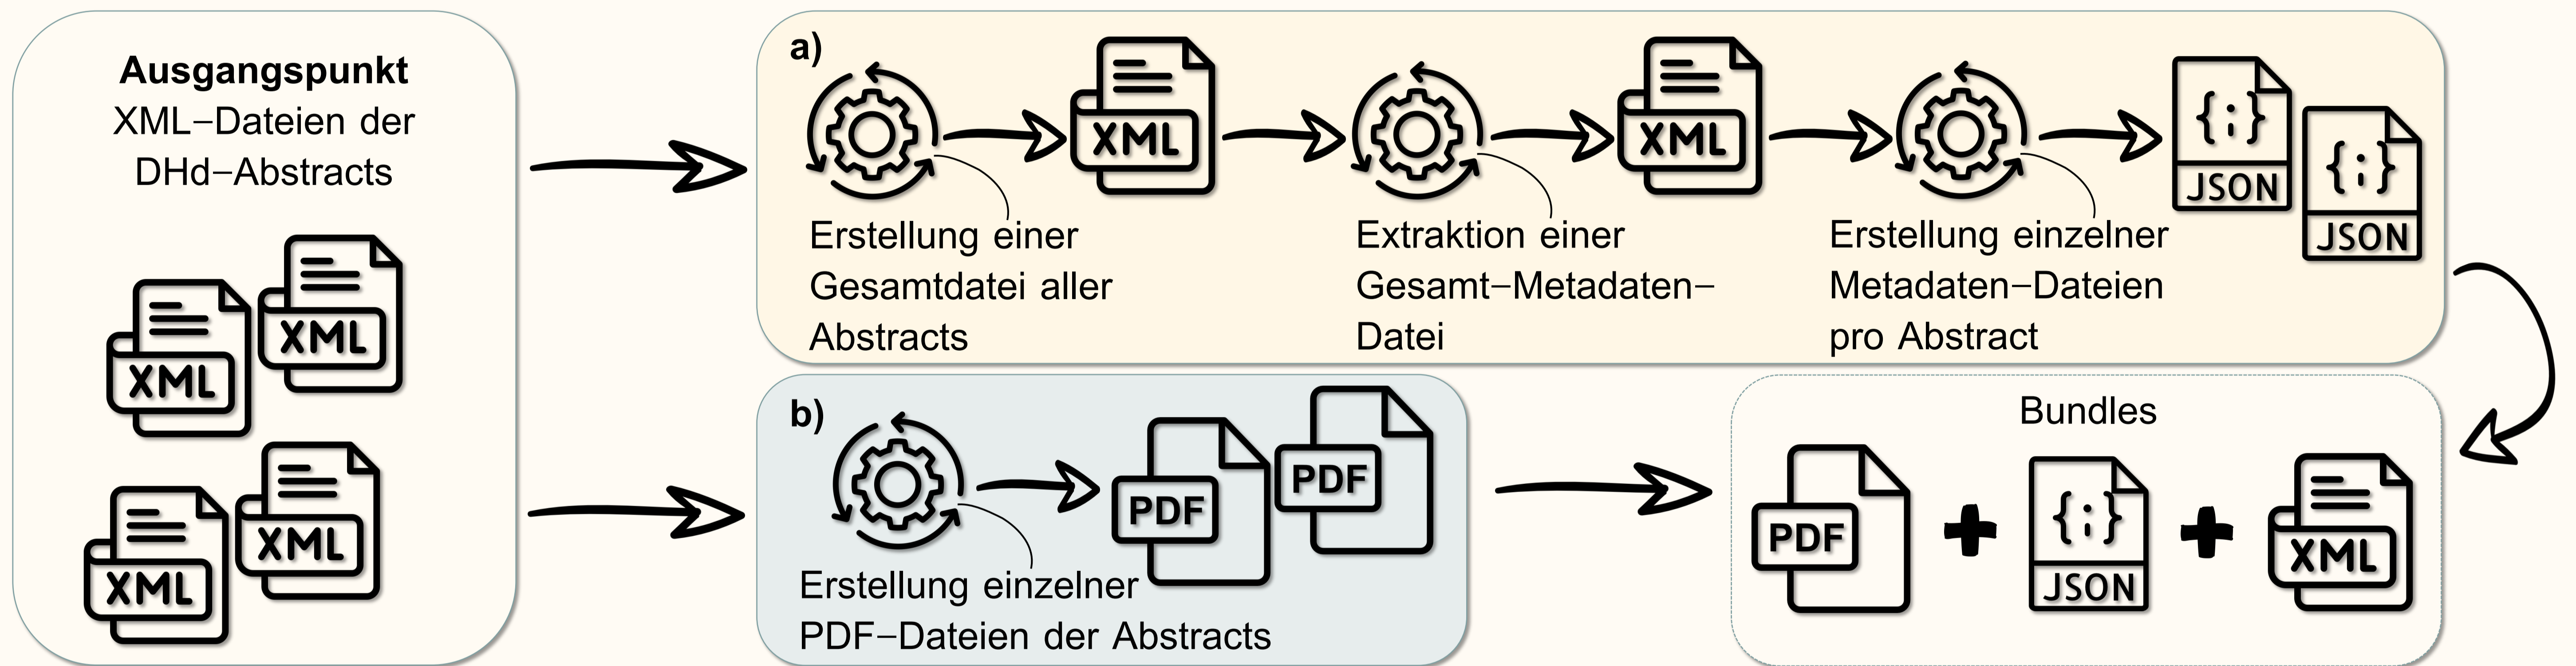 Ausgangspunkt
XML–Dateien der
DHd–Abstracts
XML
XML
XML
XML
a)
XML
XML
JSON
JSON
Erstellung einer
Gesamtdatei aller
Abstracts
Extraktion einer
Gesamt–Metadaten–
Datei
Erstellung einzelner
Metadaten–Dateien
pro Abstract
b)
PDF
PDF
Erstellung einzelner
PDF–Dateien der Abstracts
Bundles
PDF
JSON
XML